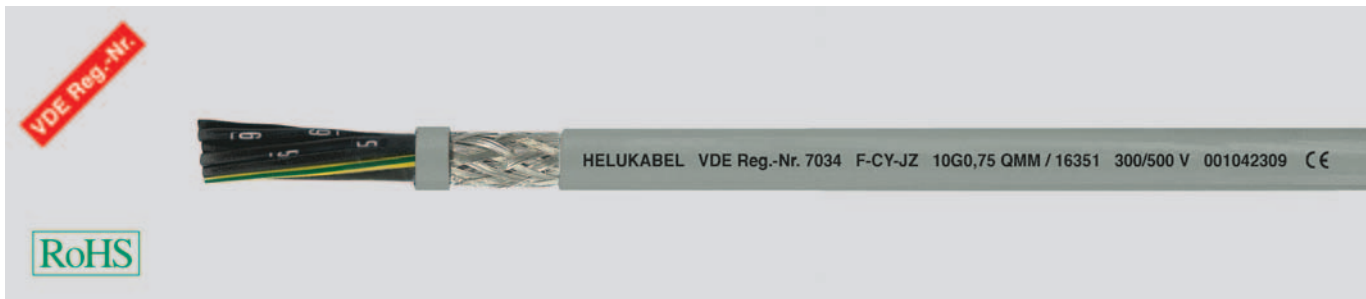 VDE Reg.-Nr.
HELUKABEL VDE Reg.-Nr. 7034 F-CY-JZ 10G0,75 QMM / 16351 300/500 V 001042309 CE
RoHS